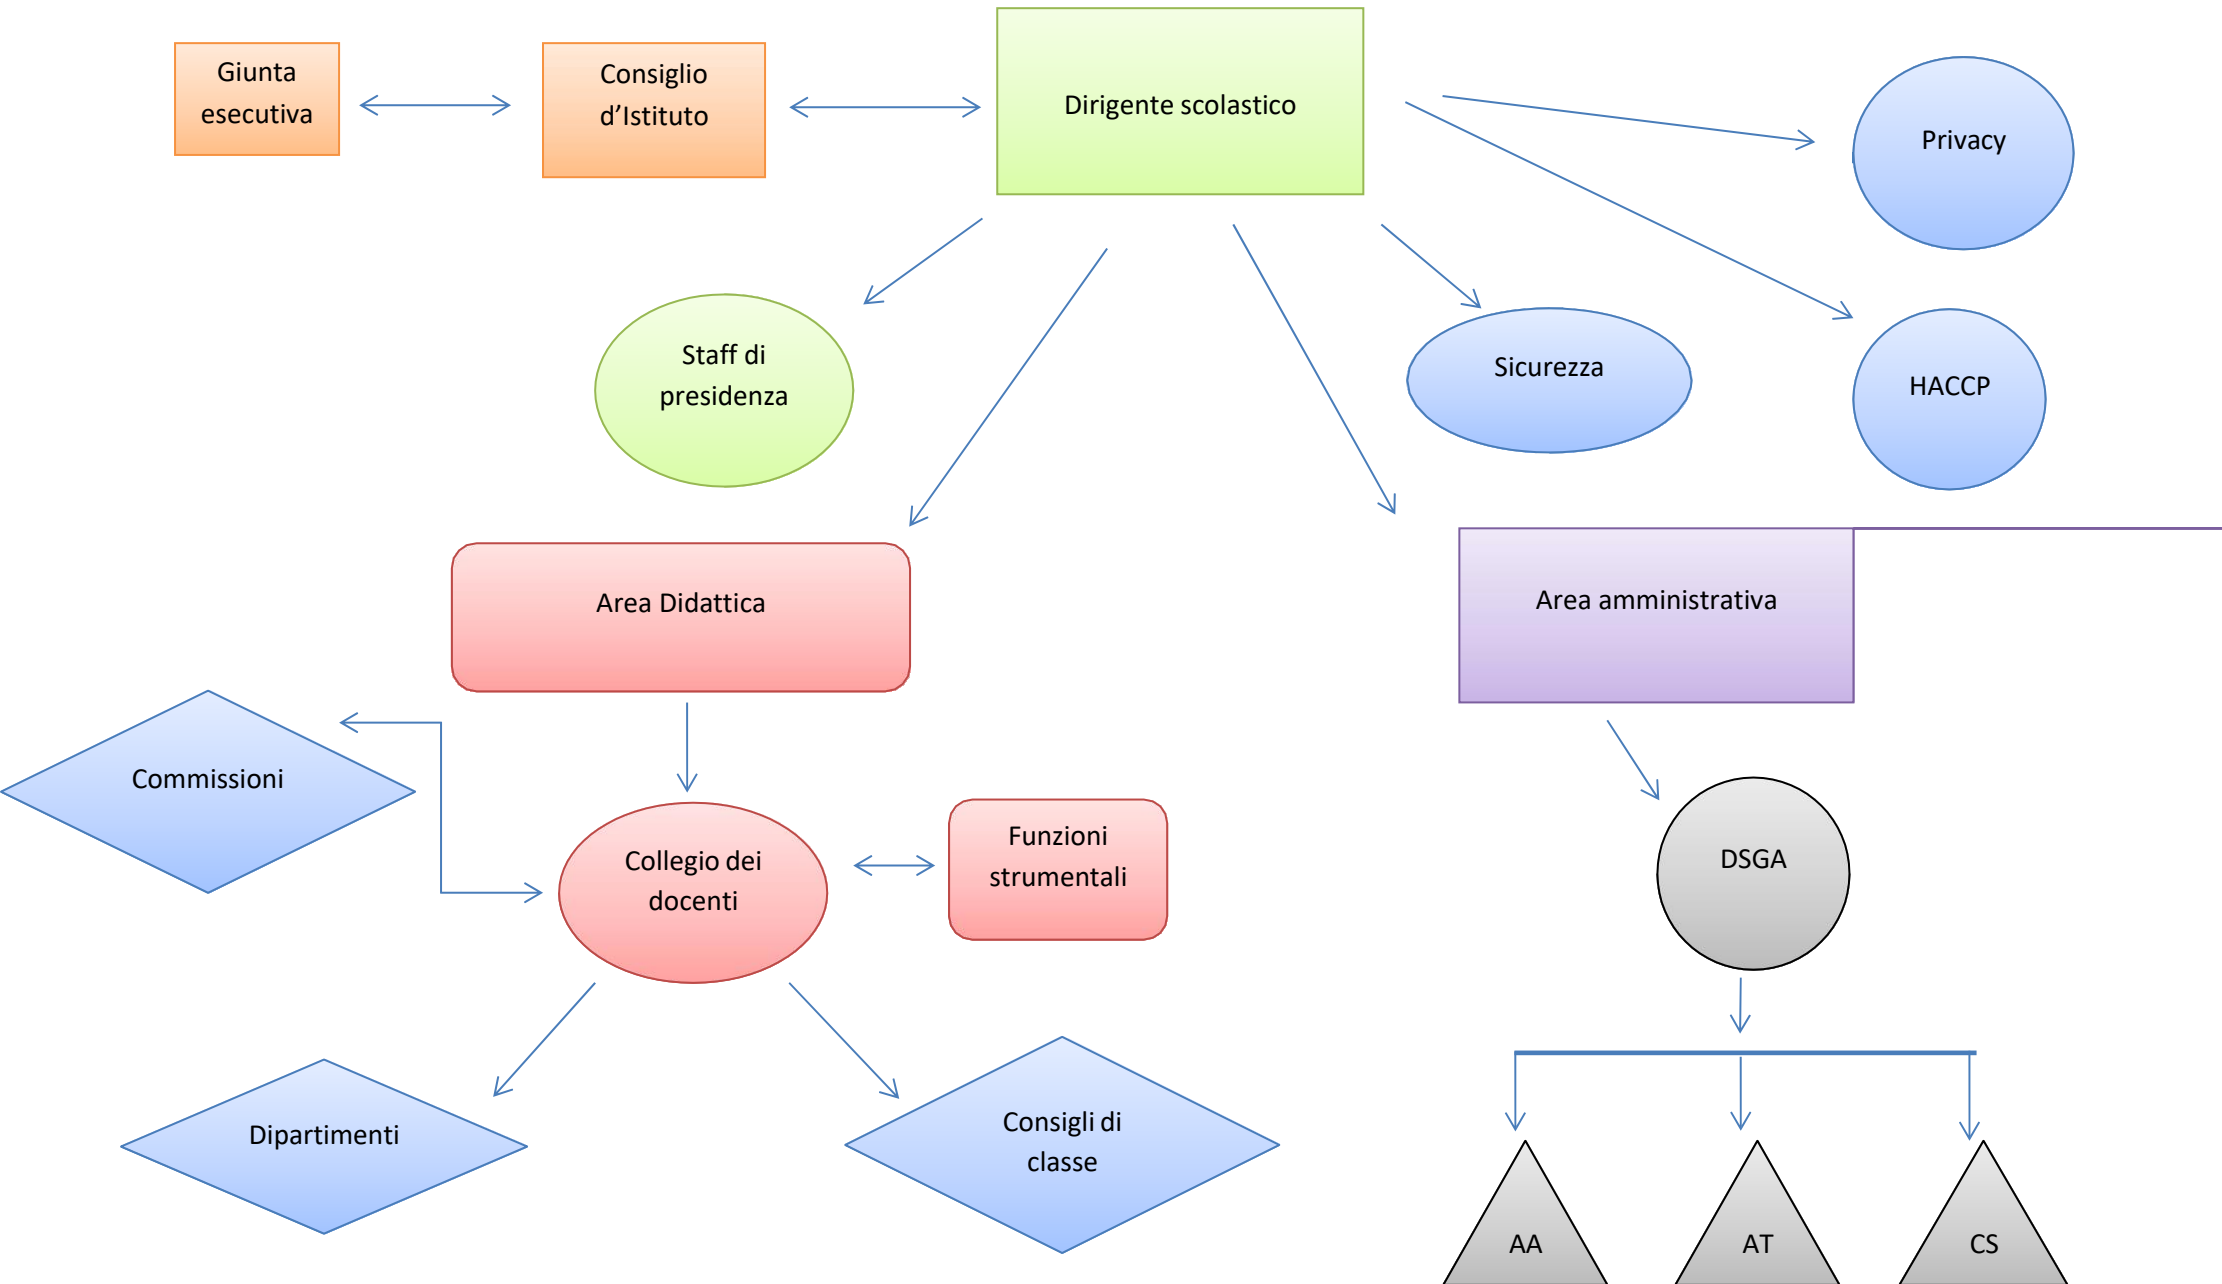 Giunta
esecutiva
Consiglio
d’Istituto
Dirigente scolastico
Privacy
Staff di
presidenza
Sicurezza
HACCP
Area Didattica
Area amministrativa
Commissioni
Collegio dei
docenti
Funzioni
strumentali
DSGA
Dipartimenti
Consigli di
classe
AA
AT
CS